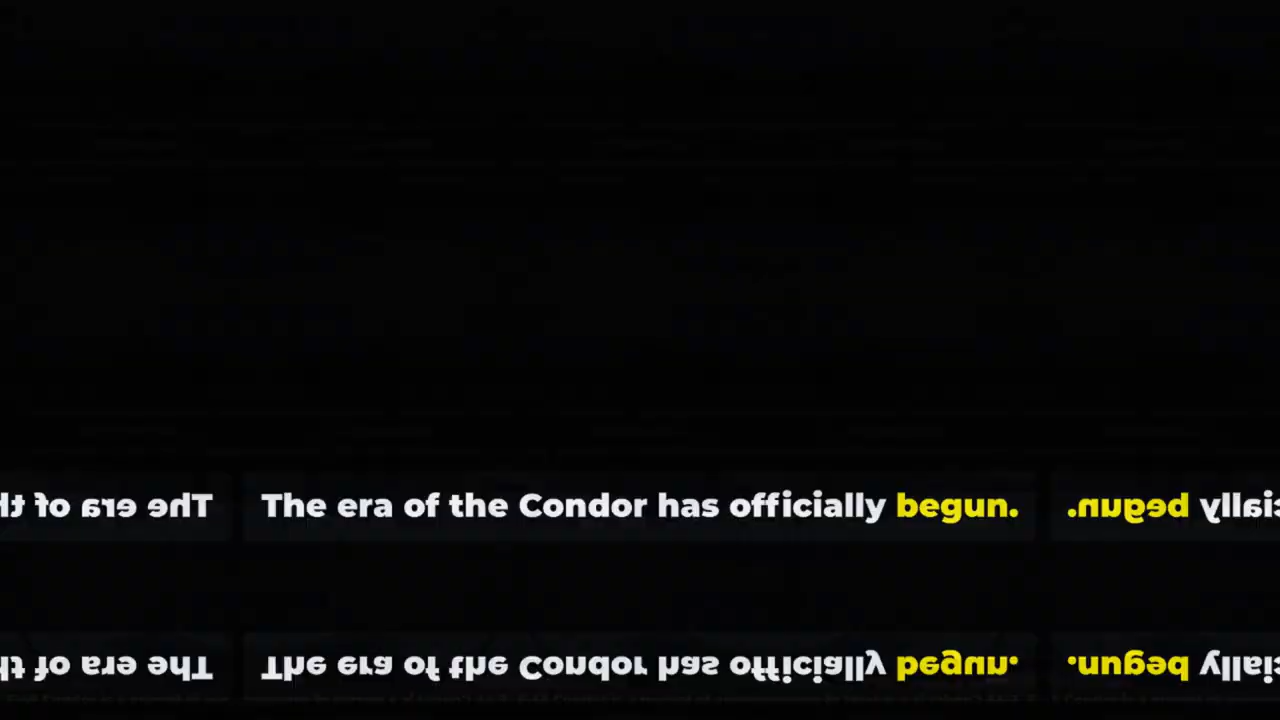 The era of the Condor has officially begun.